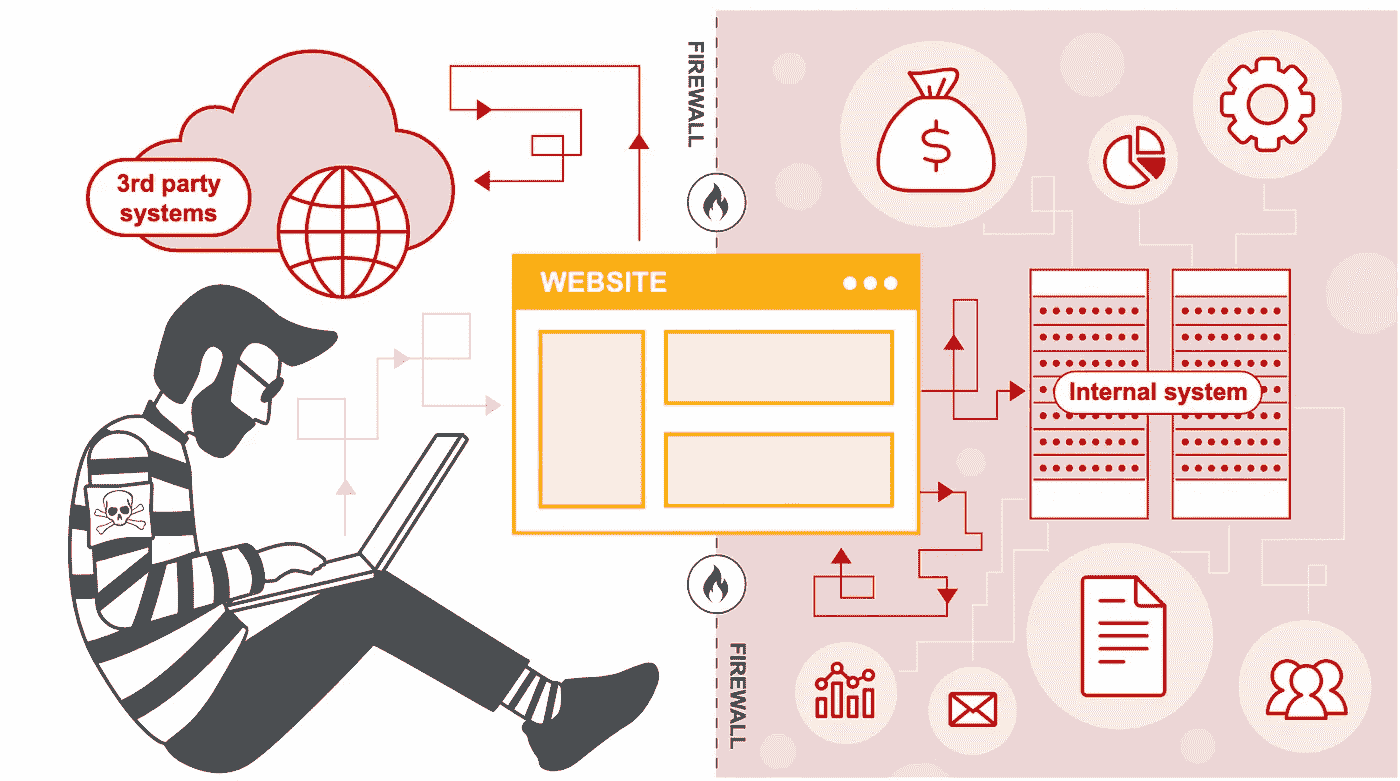 FIREWALL
3rd party
systems
$
WEBSITE
Internal system
FIREWALL